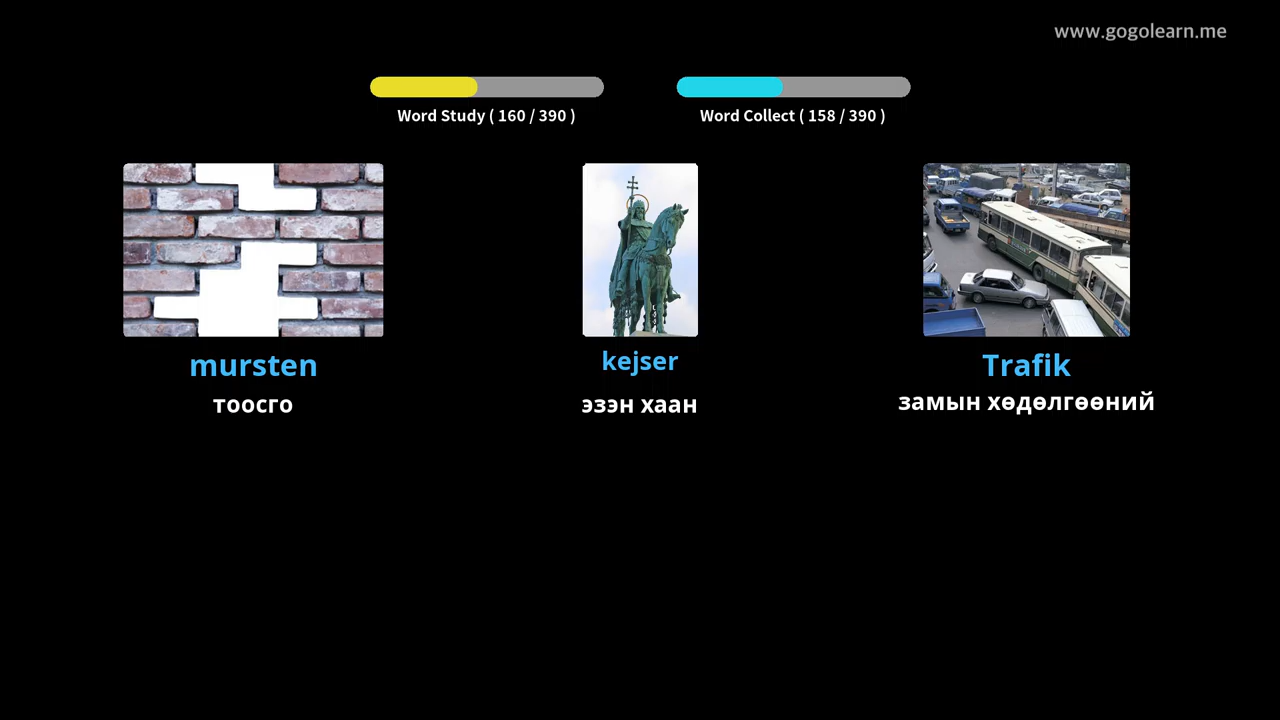 www.gogolearn.me
Word Study ( 160 / 390 )
Word Collect ( 158 / 390 )
mursten
kejser
Trafik
тоосго
эзэн хаан
замын хөдөлгөөний